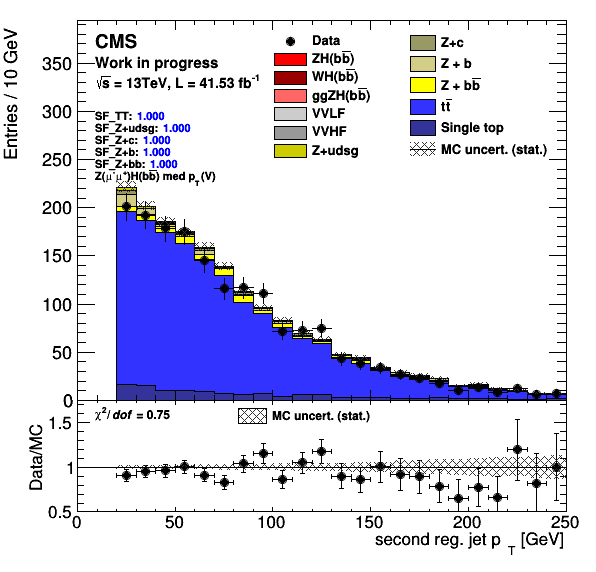 CMS
Work in progress
√s = 13TeV, L = 41.53 fb⁻¹
SF_TT: 1.000
SF_Z+udsg: 1.000
SF_Z+c: 1.000
SF_Z+b: 1.000
SF_Z+bb: 1.000
Z(μ⁻μ⁺)H(bb̅) med p_T(V)
Data
ZH(bb̅)
WH(bb̅)
ggZH(bb̅)
VVLF
VVHF
Z+udsg
Z+c
Z + b
Z + bb̅
tt̅
Single top
MC uncert. (stat.)
Entries / 10 GeV
350
300
250
200
150
100
50
0
χ²/dof = 0.75
MC uncert. (stat.)
Data/MC
1.5
1
0.5
0 50 100 150 200 250
second reg. jet p_T [GeV]